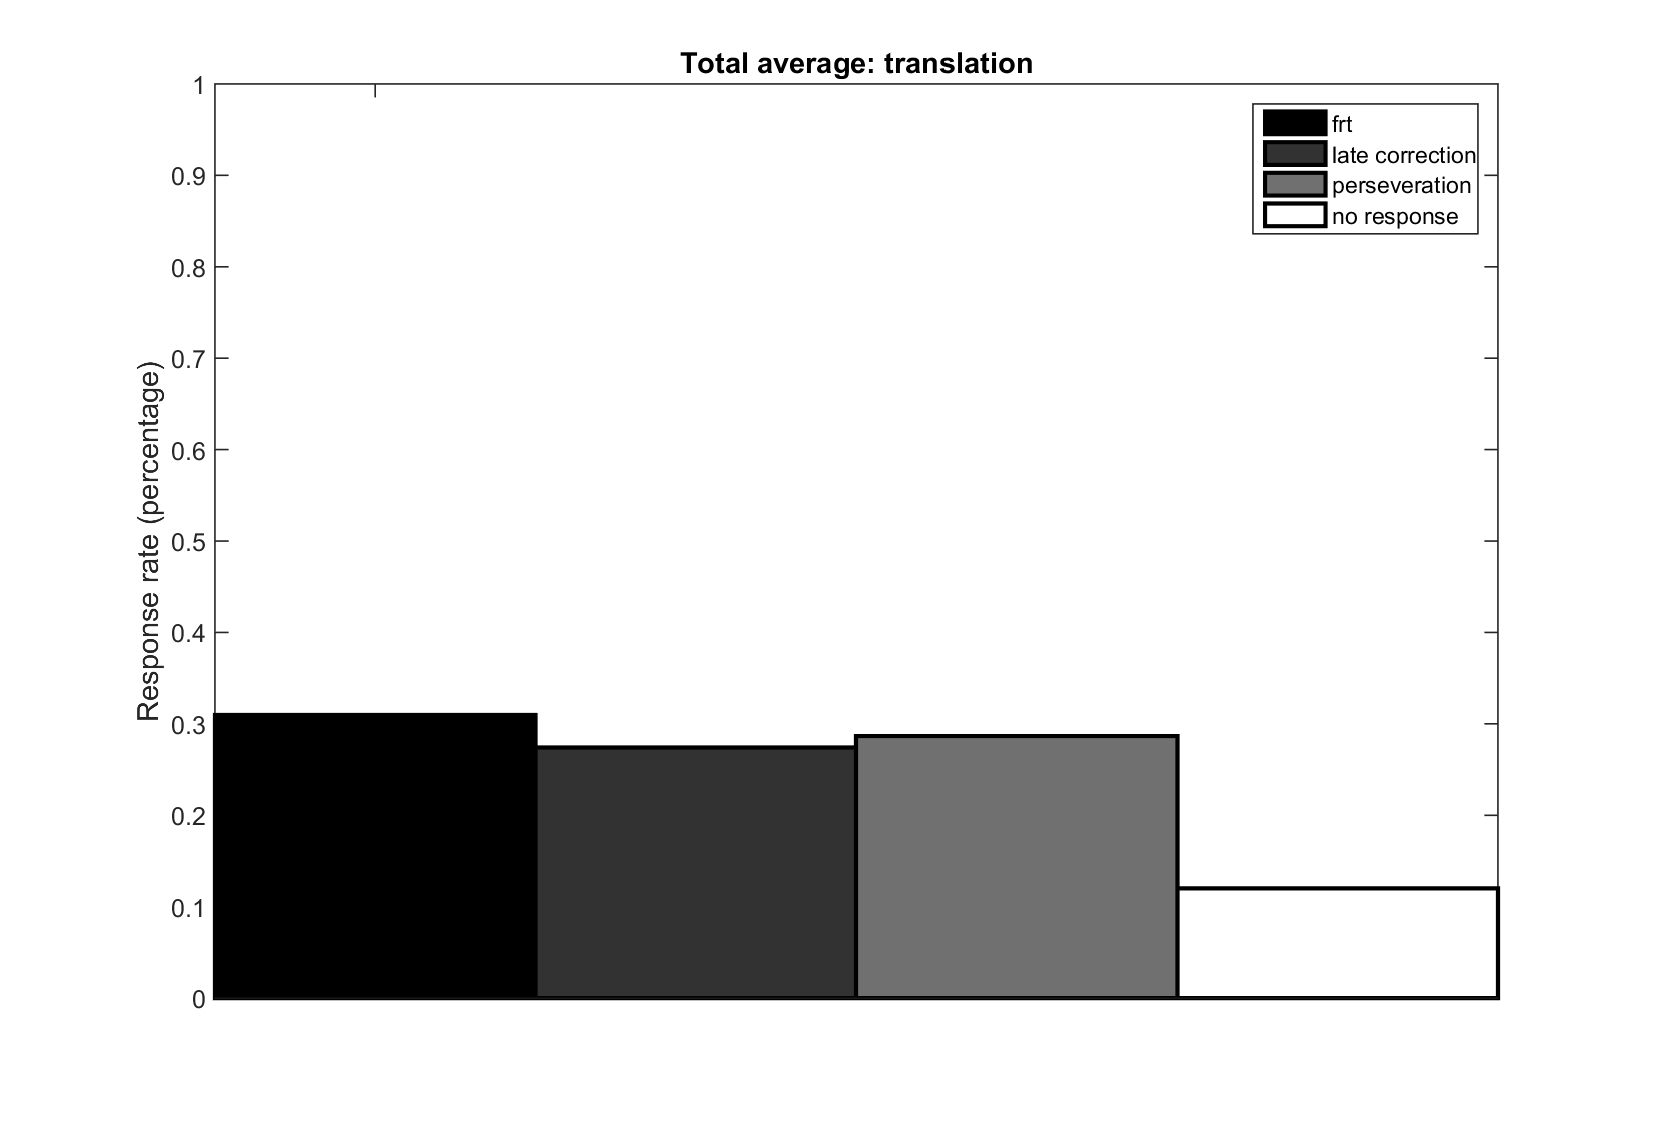 Total average: translation
1
0.9
0.8
0.7
0.6
0.5
0.4
0.3
0.2
0.1
0
Response rate (percentage)
frt
late correction
perseveration
no response